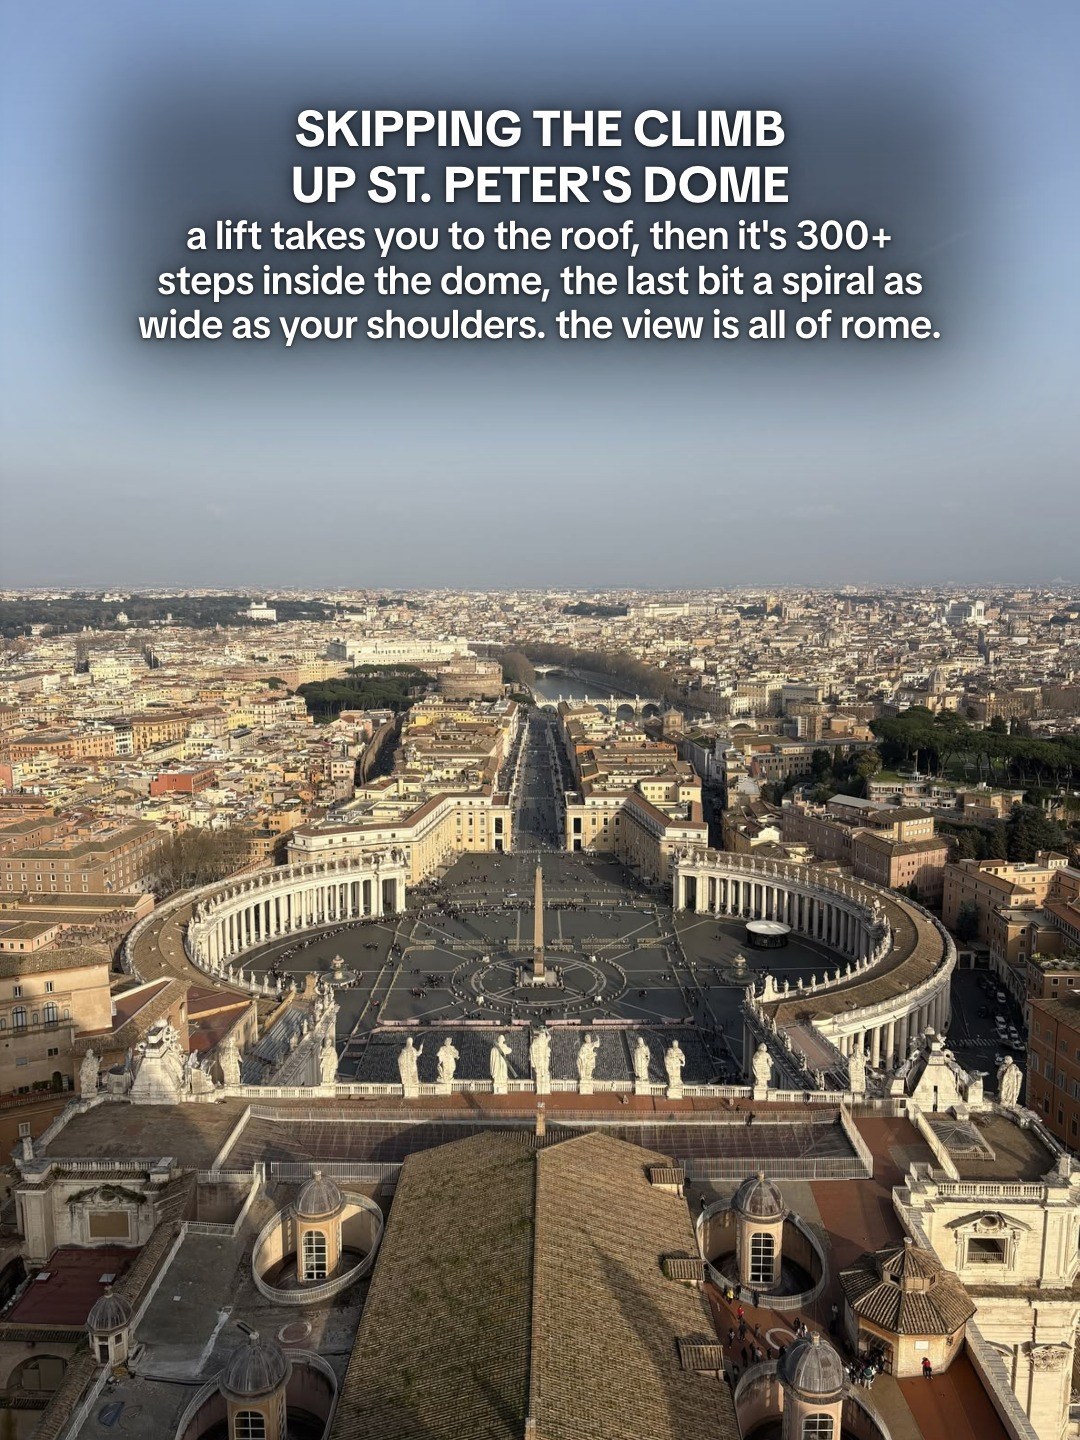 SKIPPING THE CLIMB
UP ST. PETER'S DOME
a lift takes you to the roof, then it's 300+
steps inside the dome, the last bit a spiral as
wide as your shoulders. the view is all of rome.